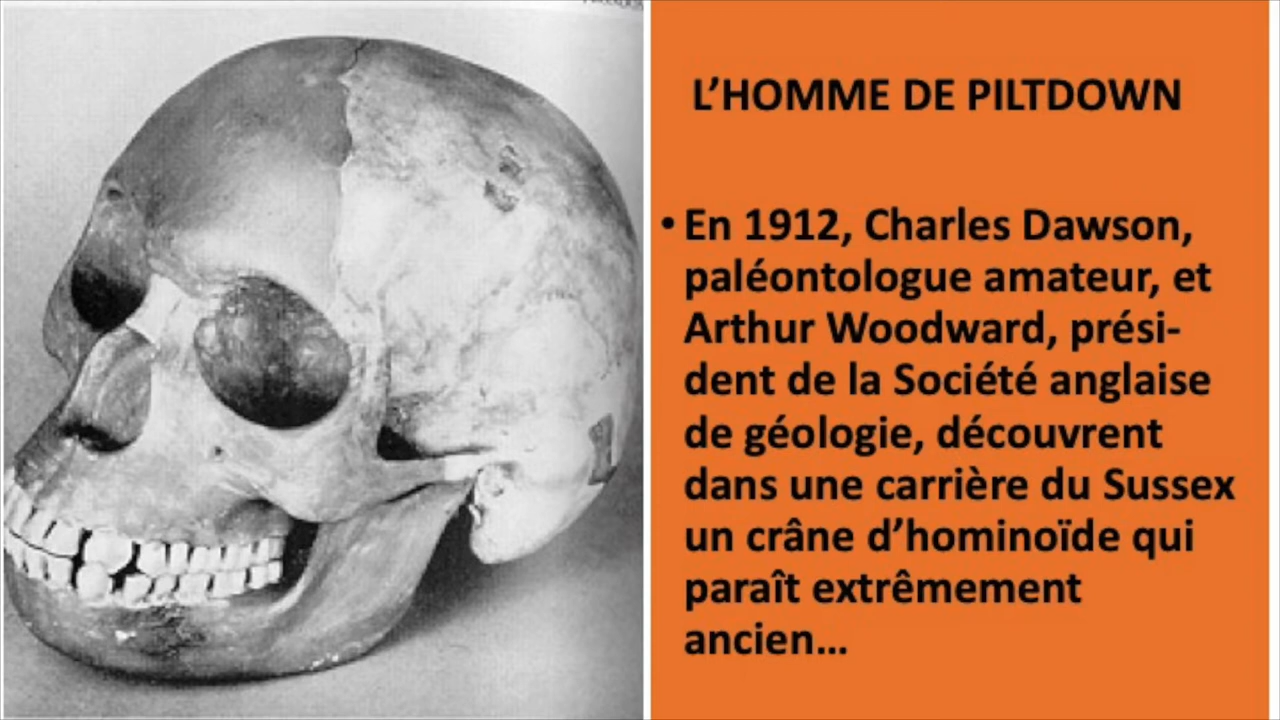 L’HOMME DE PILTDOWN
• En 1912, Charles Dawson,
paléontologue amateur, et
Arthur Woodward, prési-
dent de la Société anglaise
de géologie, découvrent
dans une carrière du Sussex
un crâne d’hominoïde qui
paraît extrêmement
ancien…